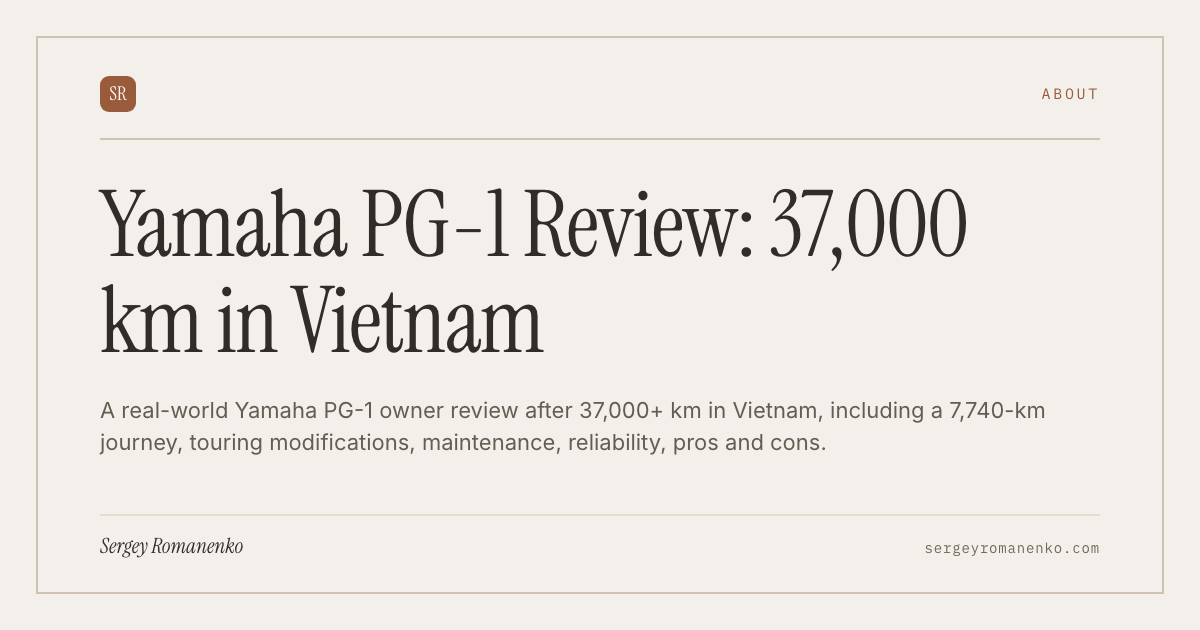 SR
ABOUT
Yamaha PG-1 Review: 37,000
km in Vietnam
A real-world Yamaha PG-1 owner review after 37,000+ km in Vietnam, including a 7,740-km
journey, touring modifications, maintenance, reliability, pros and cons.
Sergey Romanenko
sergeyromanenko.com